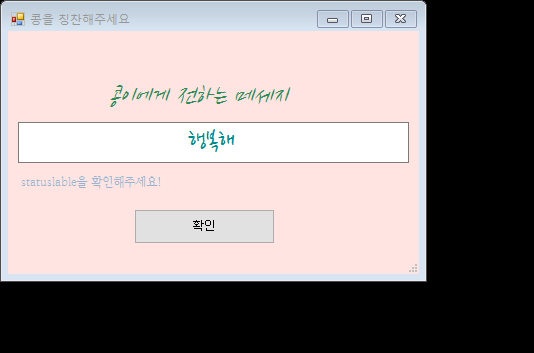 콩을 칭찬해주세요
콩이에게 전하는 메세지
행복해
statuslable을 확인해주세요!
확인